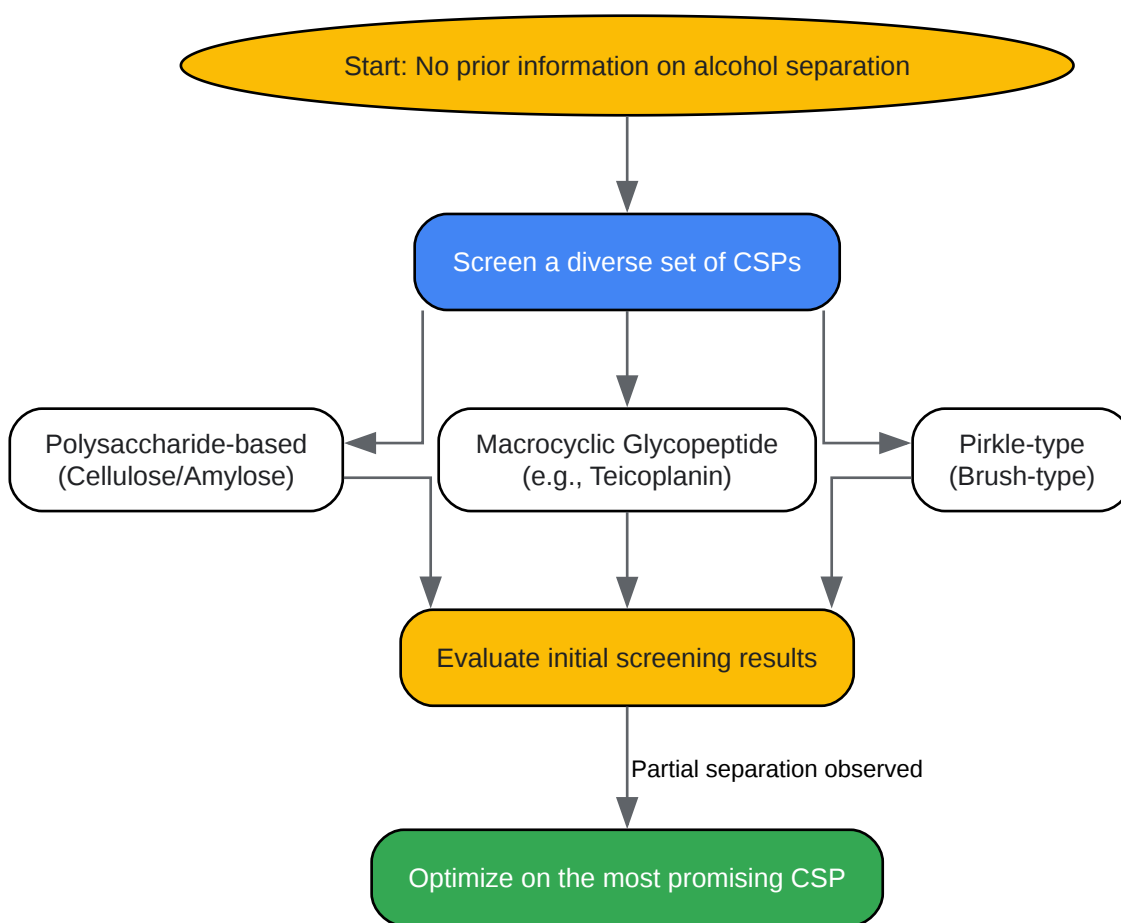 Start: No prior information on alcohol separation
Screen a diverse set of CSPs
Polysaccharide-based
(Cellulose/Amylose)
Macrocyclic Glycopeptide
(e.g., Teicoplanin)
Pirkle-type
(Brush-type)
Evaluate initial screening results
Partial separation observed
Optimize on the most promising CSP